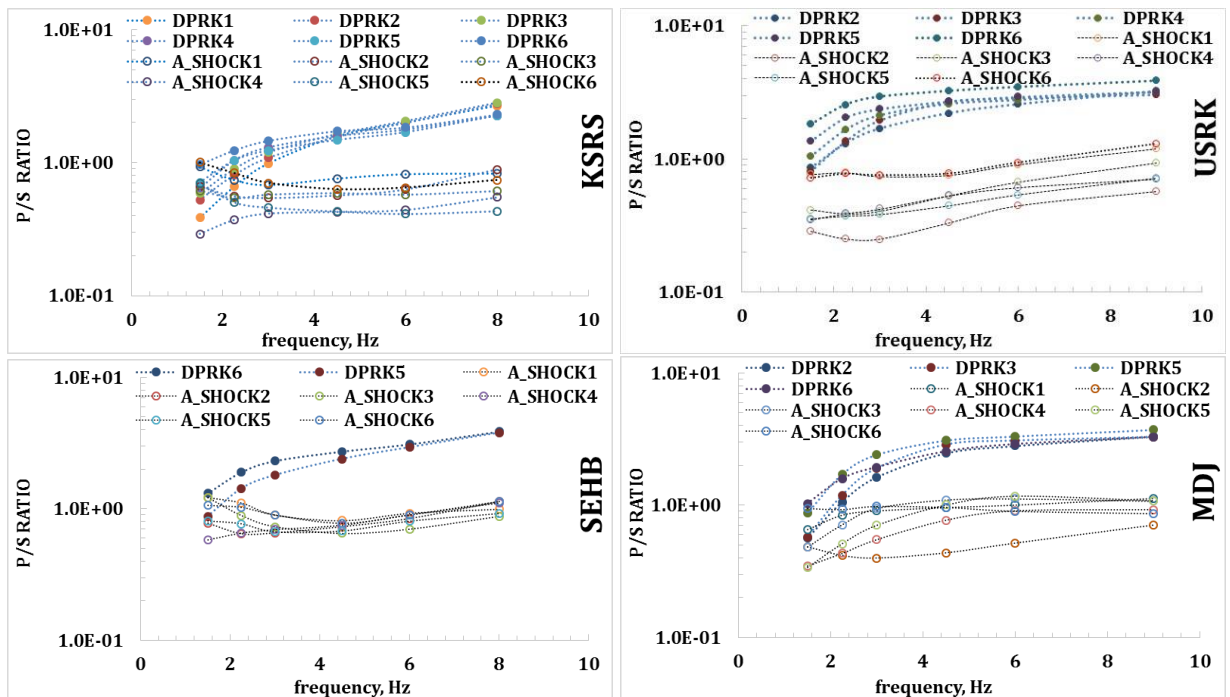 1.0E+01
DPRK1 DPRK2 DPRK3
DPRK4 DPRK5 DPRK6
A_SHOCK1 A_SHOCK2 A_SHOCK3
A_SHOCK4 A_SHOCK5 A_SHOCK6
P/S RATIO
1.0E+00
KSRS
1.0E-01
0 2 4 6 8 10
frequency, Hz
1.0E+01
DPRK2 DPRK3 DPRK4
DPRK5 DPRK6 A_SHOCK1
A_SHOCK2 A_SHOCK3 A_SHOCK4
A_SHOCK5 A_SHOCK6
P/S RATIO
1.0E+00
USRK
1.0E-01
0 2 4 6 8 10
frequency, Hz
1.0E+01
DPRK6 DPRK5 A_SHOCK1
A_SHOCK2 A_SHOCK3 A_SHOCK4
A_SHOCK5 A_SHOCK6
P/S RATIO
1.0E+00
SEHB
1.0E-01
0 2 4 6 8 10
frequency, Hz
1.0E+01
DPRK2 DPRK3 DPRK5
DPRK6 A_SHOCK1 A_SHOCK2
A_SHOCK3 A_SHOCK4 A_SHOCK5
A_SHOCK6
P/S RATIO
1.0E+00
MDJ
1.0E-01
0 2 4 6 8 10
frequency, Hz